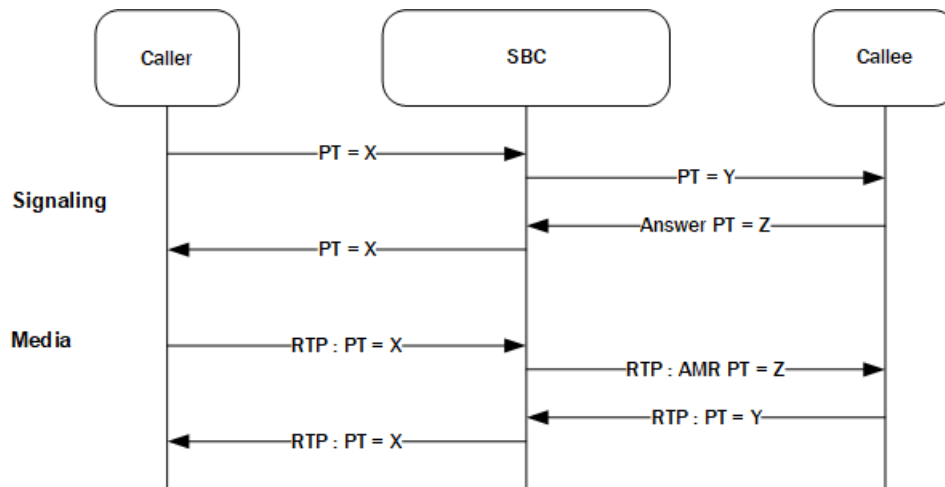 Caller
SBC
Callee
PT = X
PT = Y
Signaling
Answer PT = Z
PT = X
Media
RTP : PT = X
RTP : AMR PT = Z
RTP : PT = Y
RTP : PT = X